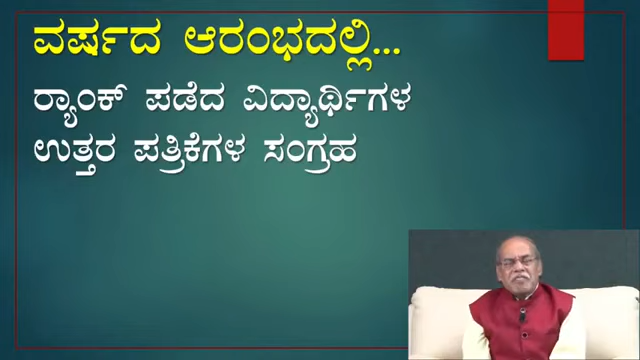 ವರ್ಷದ ಆರಂಭದಲ್ಲಿ...
ರ‍್ಯಾಂಕ್ ಪಡೆದ ವಿದ್ಯಾರ್ಥಿಗಳ
ಉತ್ತರ ಪತ್ರಿಕೆಗಳ ಸಂಗ್ರಹ